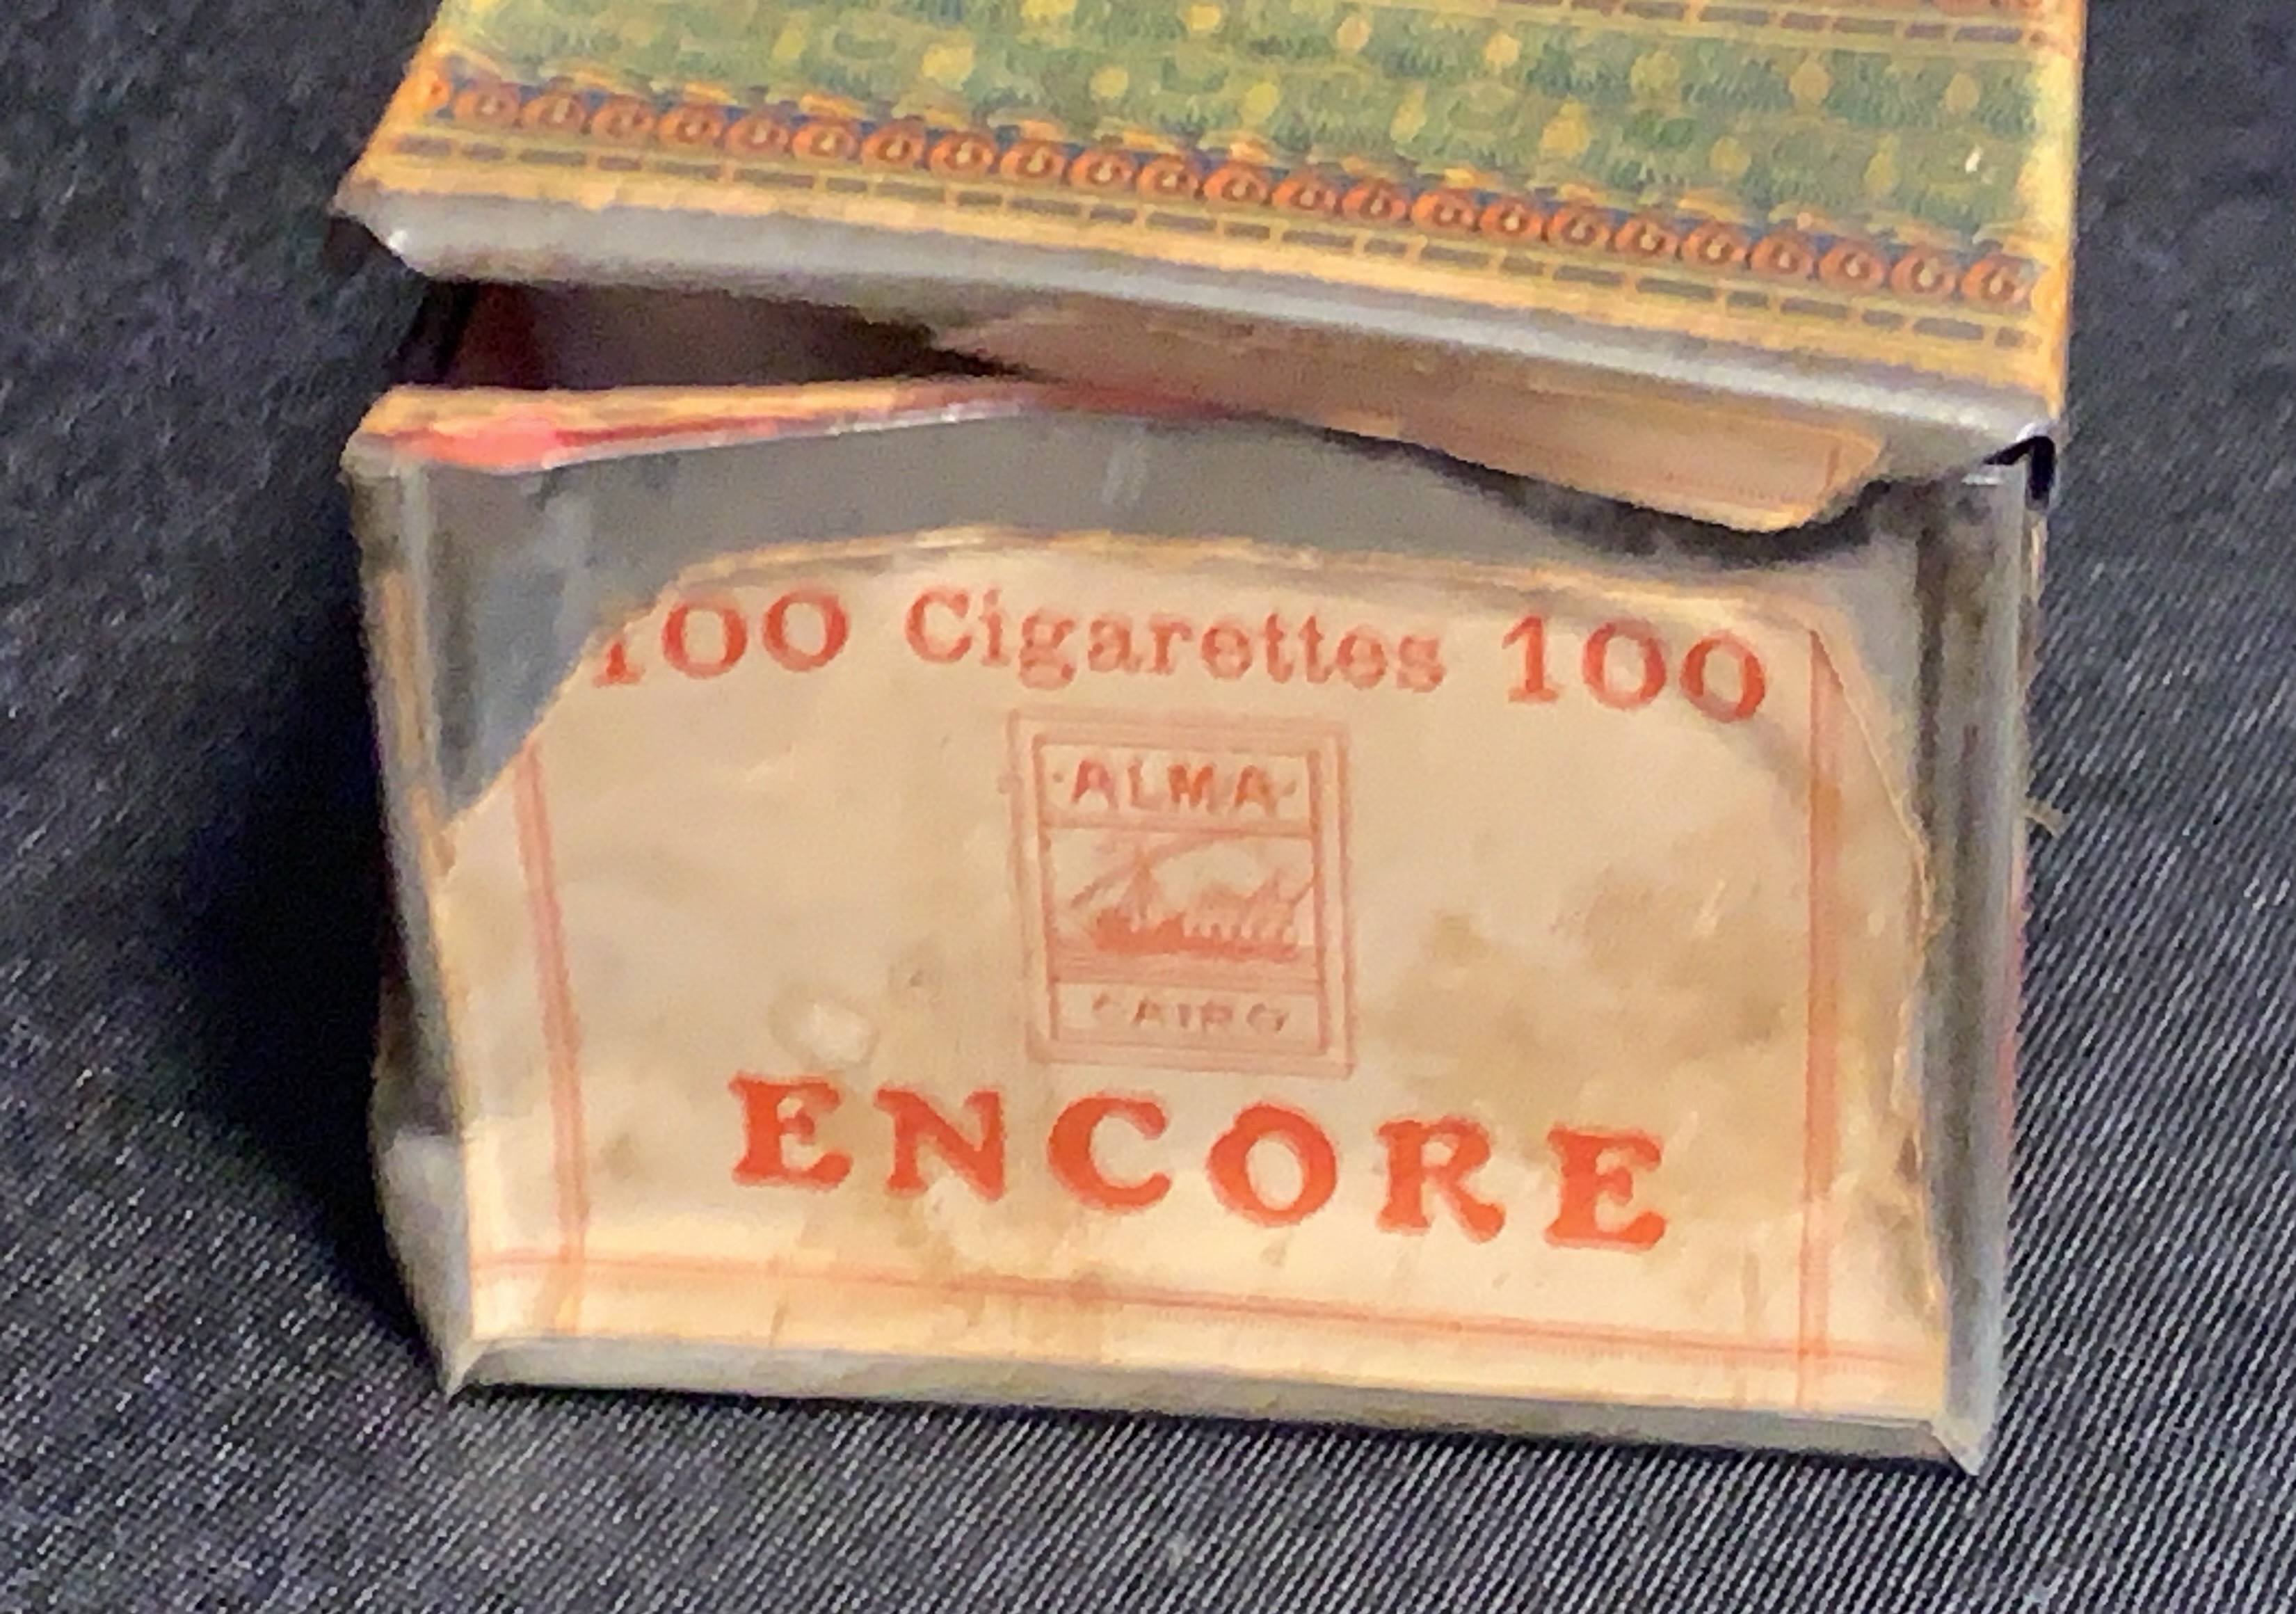 100 Cigarettes 100
·ALMA·
CAIRO
ENCORE